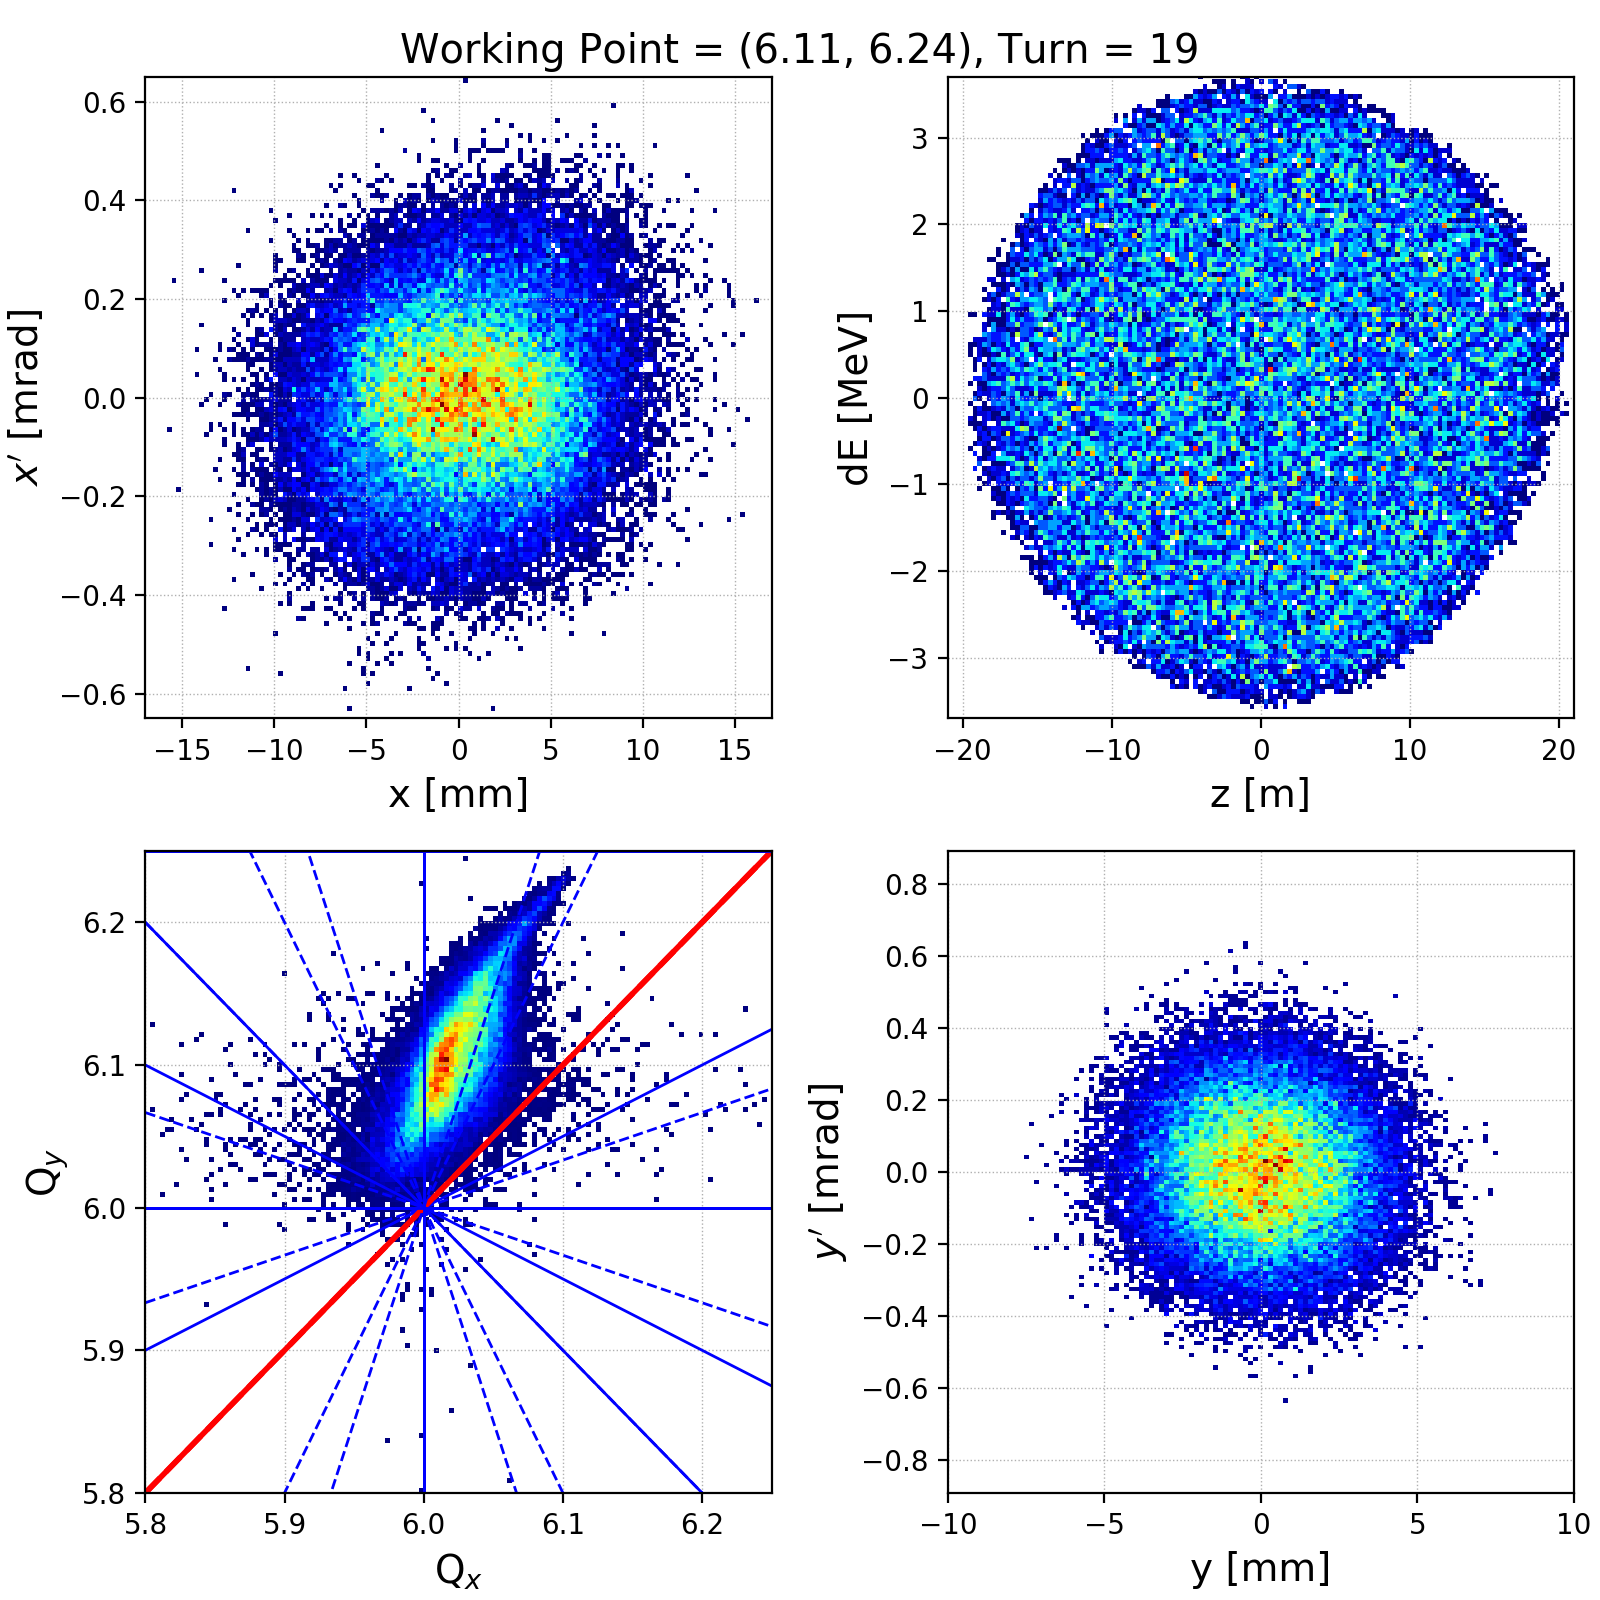 Working Point = (6.11, 6.24), Turn = 19
0.6
0.4
0.2
0.0
−0.2
−0.4
−0.6
x′ [mrad]
−15 −10 −5 0 5 10 15
x [mm]
3
2
1
0
−1
−2
−3
dE [MeV]
−20 −10 0 10 20
z [m]
6.2
6.1
6.0
5.9
5.8
Qy
5.8 5.9 6.0 6.1 6.2
Qx
0.8
0.6
0.4
0.2
0.0
−0.2
−0.4
−0.6
−0.8
y′ [mrad]
−10 −5 0 5 10
y [mm]